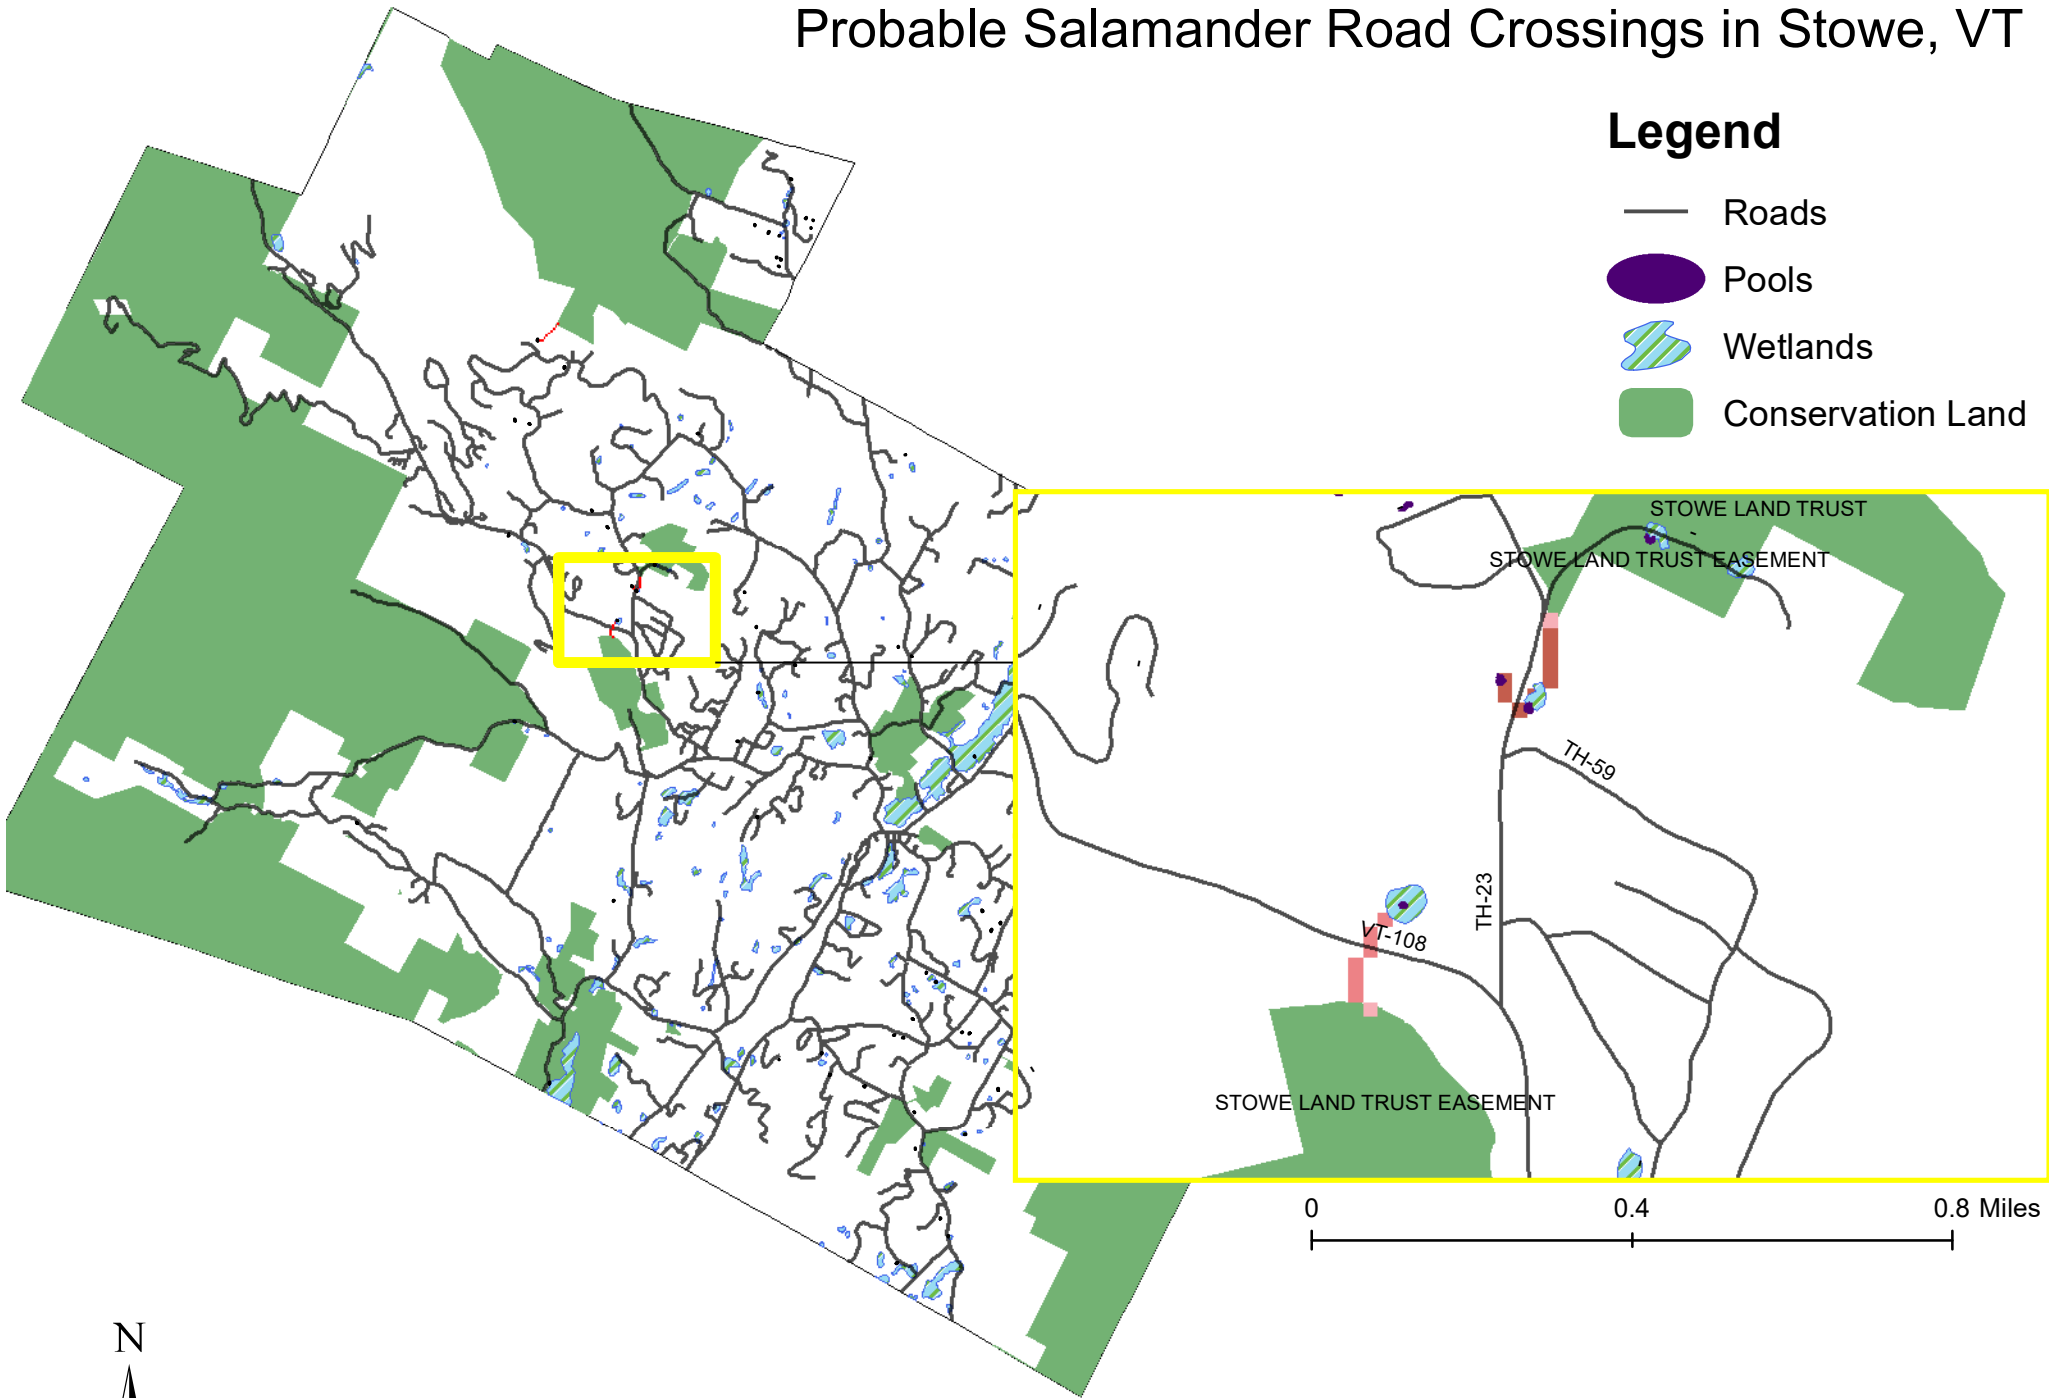 Probable Salamander Road Crossings in Stowe, VT
Legend
Roads
Pools
Wetlands
Conservation Land
STOWE LAND TRUST
STOWE LAND TRUST EASEMENT
TH-59
TH-23
VT-108
STOWE LAND TRUST EASEMENT
0 0.4 0.8 Miles
N